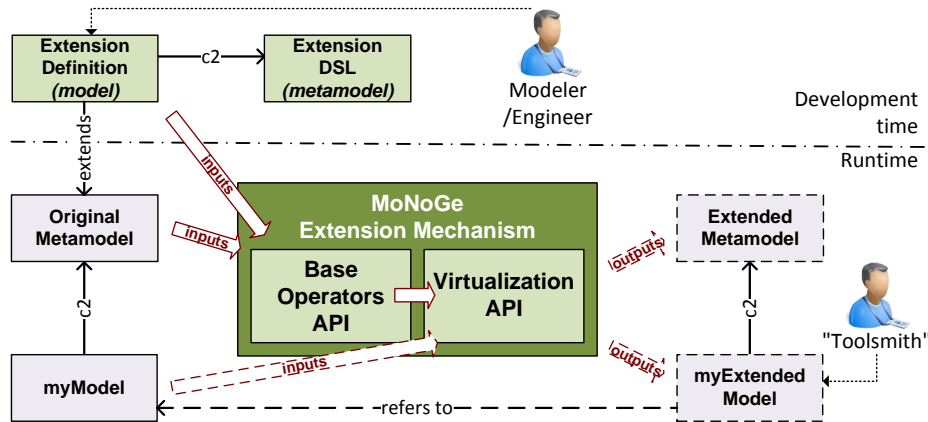 Extension
Definition
(model)
c2
Extension
DSL
(metamodel)
Modeler
/Engineer
Development
time
Runtime
extends
inputs
Original
Metamodel
inputs
MoNoGe
Extension Mechanism
Base
Operators
API
Virtualization
API
outputs
Extended
Metamodel
c2
c2
"Toolsmith"
inputs
outputs
myModel
myExtended
Model
refers to